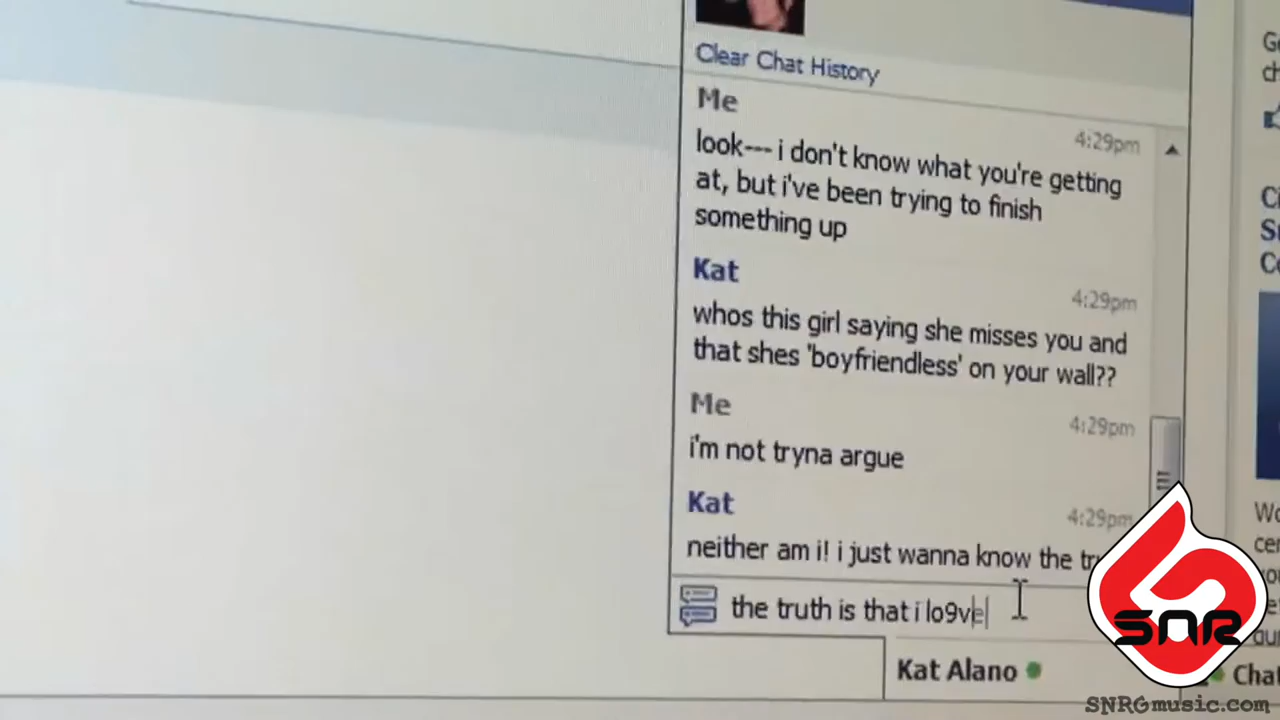 Clear Chat History
Me
4:29pm
look--- i don't know what you're getting
at, but i've been trying to finish
something up
Kat
4:29pm
whos this girl saying she misses you and
that shes 'boyfriendless' on your wall??
Me
4:29pm
i'm not tryna argue
Kat
4:29pm
neither am i! i just wanna know the
the truth is that i lo9ve
Kat Alano
SNR
SNRGmusic.com